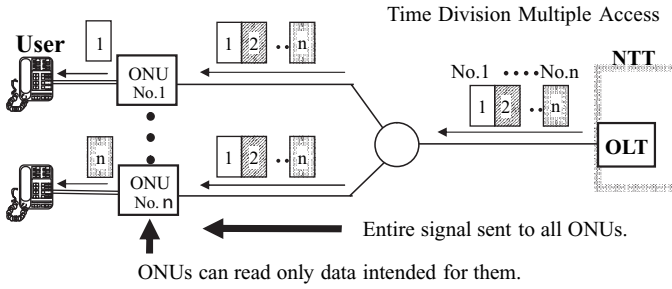 Time Division Multiple Access
User
1
1 2 ‥ n
No.1 ‥‥No.n
NTT
ONU
No.1
1 2 ‥ n
OLT
n
1 2 ‥ n
ONU
No. n
Entire signal sent to all ONUs.
ONUs can read only data intended for them.